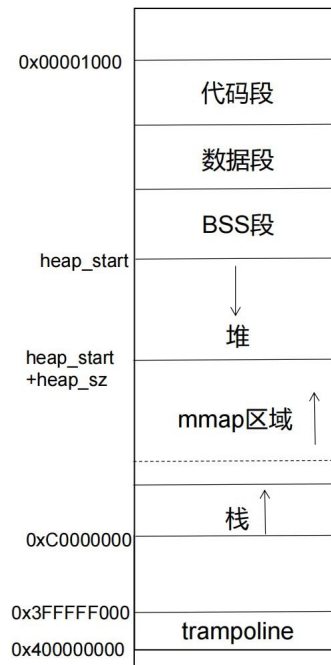 0x00001000
代码段
数据段
BSS段
heap_start
堆
heap_start
+heap_sz
mmap区域
栈
0xC0000000
0x3FFFFF000
trampoline
0x400000000